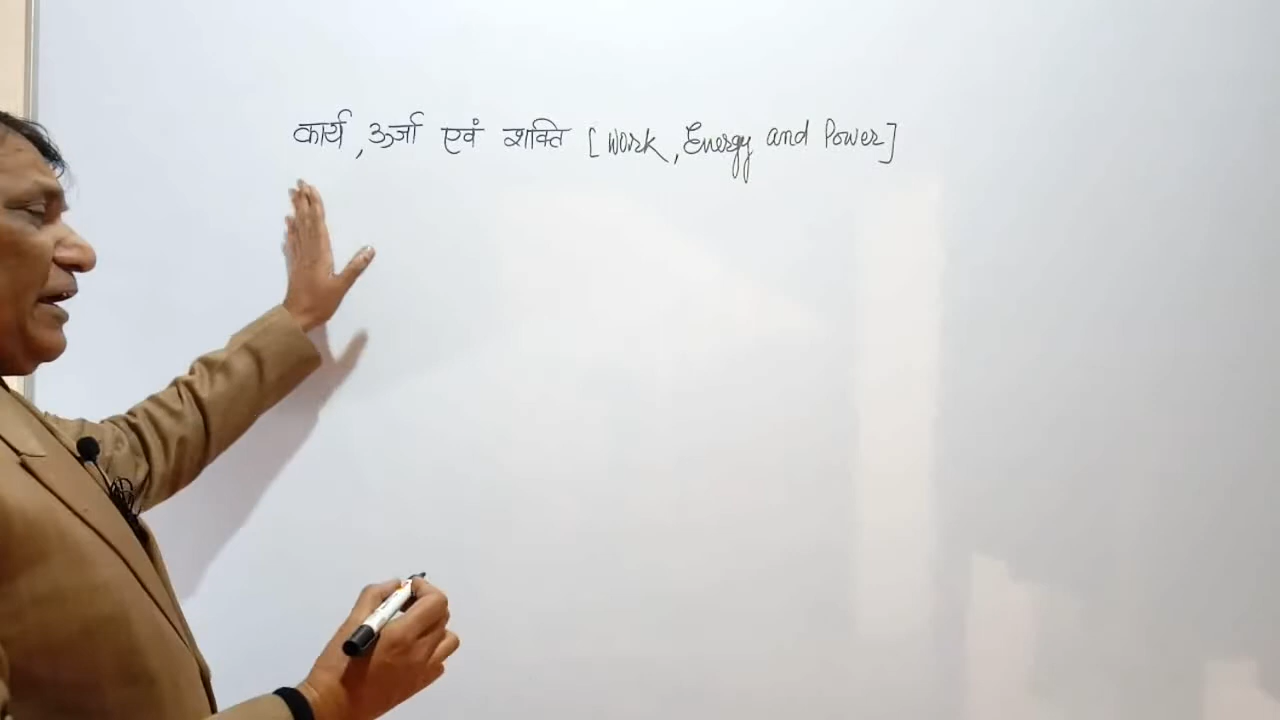 कार्य, ऊर्जा एवं शक्ति [Work, Energy and Power]